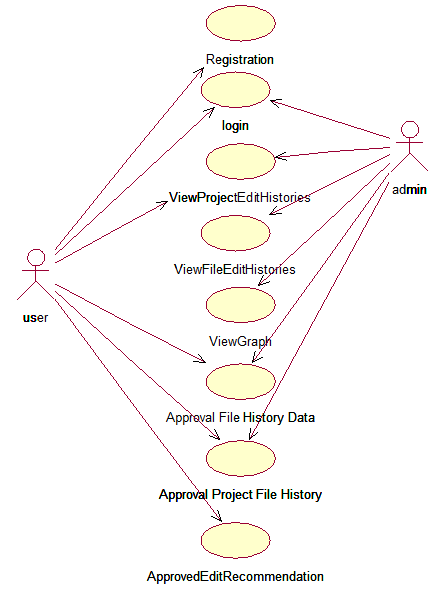 Registration
login
admin
ViewProjectEditHistories
ViewFileEditHistories
user
ViewGraph
Approval File History Data
Approval Project File History
ApprovedEditRecommendation